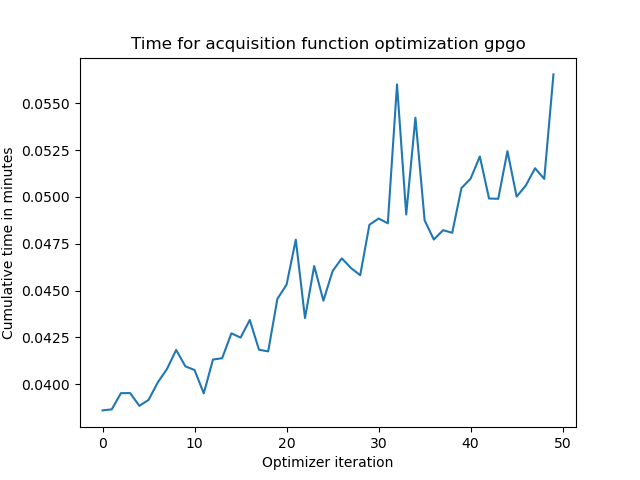 Time for acquisition function optimization gpgo
Cumulative time in minutes
0.0550
0.0525
0.0500
0.0475
0.0450
0.0425
0.0400
0 10 20 30 40 50
Optimizer iteration